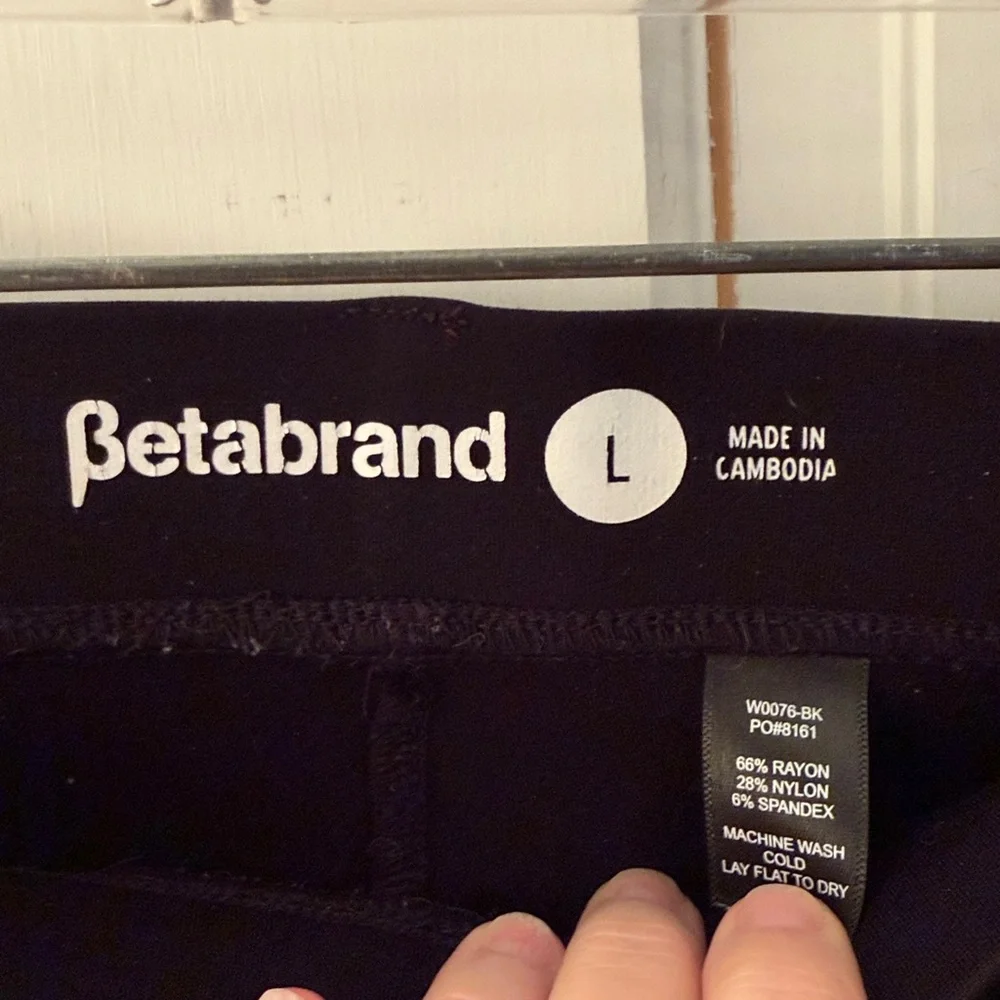 βetabrand
L
MADE IN
CAMBODIA
W0076-BK
PO#8161
66% RAYON
28% NYLON
6% SPANDEX
MACHINE WASH
COLD
LAY FLAT TO DRY